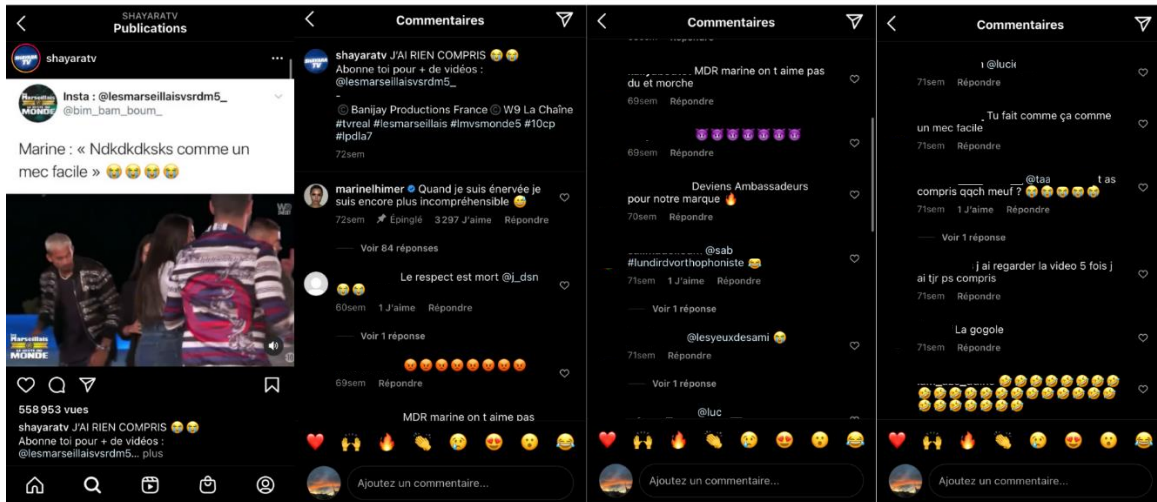 SHAYARATV
Publications
shayaratv
Insta : @lesmarseillaisvsrdm5_
@bim_bam_boum_
Marine : « Ndkdkdksks comme un
mec facile » 😭😭😭😭
W9
Marseillais
MONDE
558 953 vues
shayaratv J'AI RIEN COMPRIS 😂😂
Abonne toi pour + de vidéos :
@lesmarseillaisvsrdm5... plus
Commentaires
shayaratv J'AI RIEN COMPRIS 😂😂
Abonne toi pour + de vidéos :
@lesmarseillaisvsrdm5_
-
© Banijay Productions France © W9 La Chaîne
#tvreal #lesmarseillais #lmvsmonde5 #10cp
#lpdla7
72sem
marinelhimer Quand je suis énervée je
suis encore plus incompréhensible 😅
72sem Épinglé 3 297 J'aime Répondre
Voir 84 réponses
Le respect est mort @j_dsn
😂😂
60sem 1 J'aime Répondre
Voir 1 réponse
😡😡😡😡😡😡😡😡
69sem Répondre
MDR marine on t aime pas
❤️🙌🔥👏😢😍😮😂
Ajoutez un commentaire...
Commentaires
MDR marine on t aime pas
du et morche
69sem Répondre
😈😈😈😈😈😈😈
69sem Répondre
Deviens Ambassadeurs
pour notre marque 🔥
70sem Répondre
@sab
#lundirdvorthophoniste 😂
71sem 1 J'aime Répondre
Voir 1 réponse
@lesyeuxdesami 😂
71sem Répondre
Voir 1 réponse
@luc
❤️🙌🔥👏😢😍😮😂
Ajoutez un commentaire...
Commentaires
@lucie
71sem Répondre
Tu fait comme ça comme
un mec facile
71sem Répondre
@taa t as
compris qqch meuf ? 😭😭😭😭😭
71sem 1 J'aime Répondre
Voir 1 réponse
j ai regarder la video 5 fois j
ai tjr ps compris
71sem Répondre
La gogole
71sem Répondre
❤️🙌🔥👏😢😍😮😂
Ajoutez un commentaire...